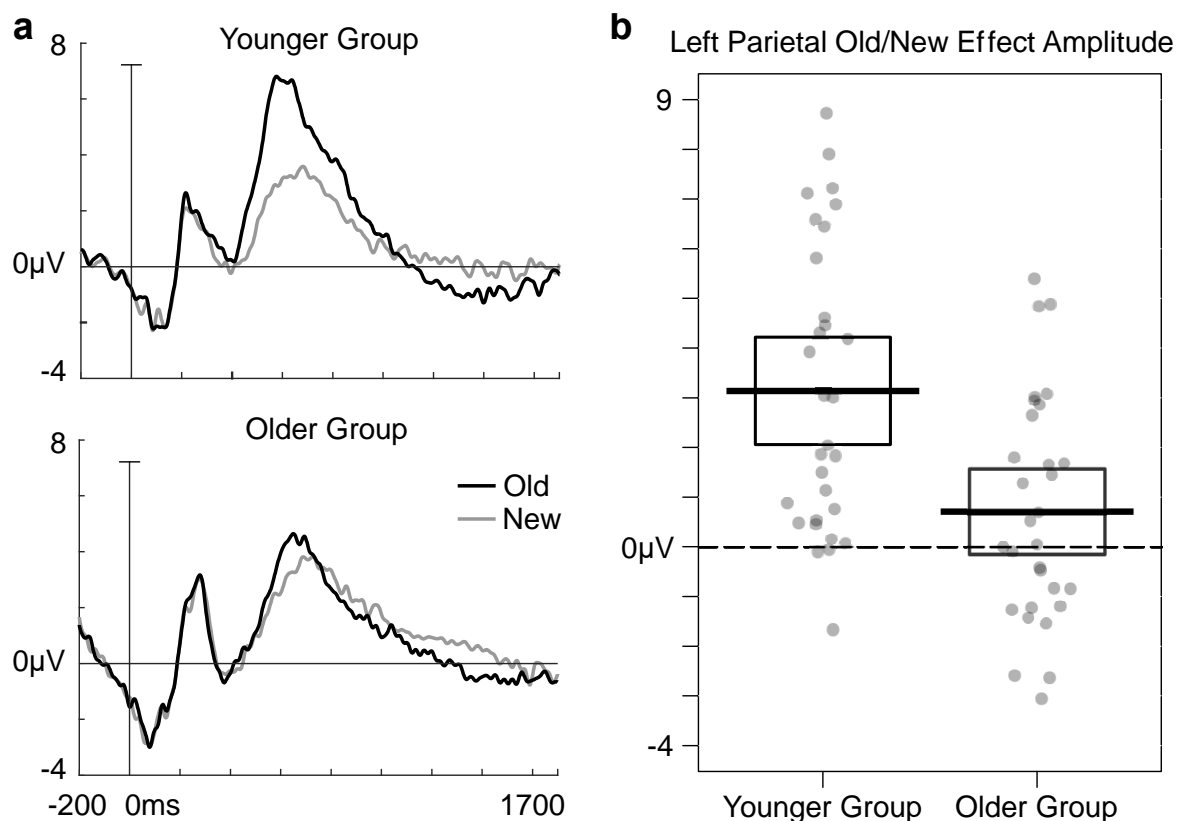 a
Younger Group
8
0µV
-4
Older Group
8
Old
New
0µV
-4
-200 0ms 1700
b
Left Parietal Old/New Effect Amplitude
9
0µV
-4
Younger Group Older Group